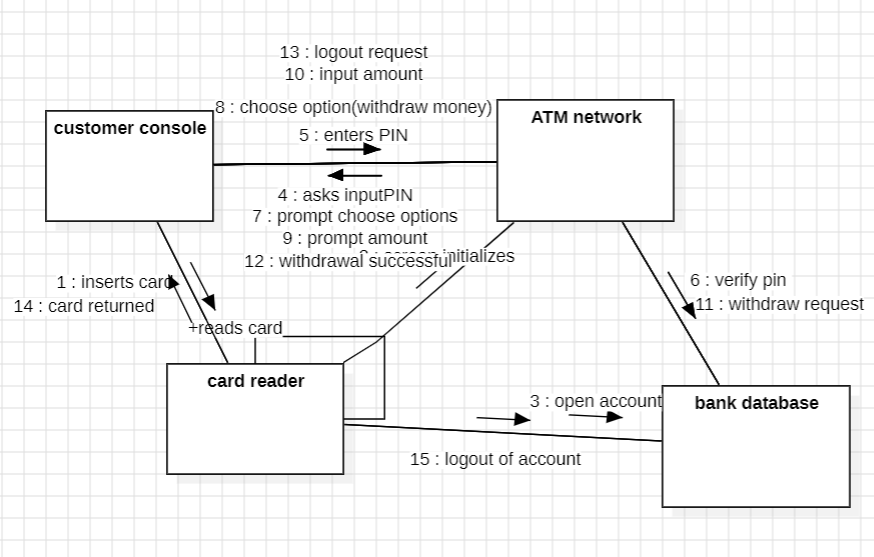 13 : logout request
10 : input amount
8 : choose option(withdraw money)
ATM network
customer console
5 : enters PIN
4 : asks inputPIN
7 : prompt choose options
9 : prompt amount
initializes
12 : withdrawal successful
1 : inserts card
6 : verify pin
14 : card returned
11 : withdraw request
+reads card
card reader
3 : open account
bank database
15 : logout of account